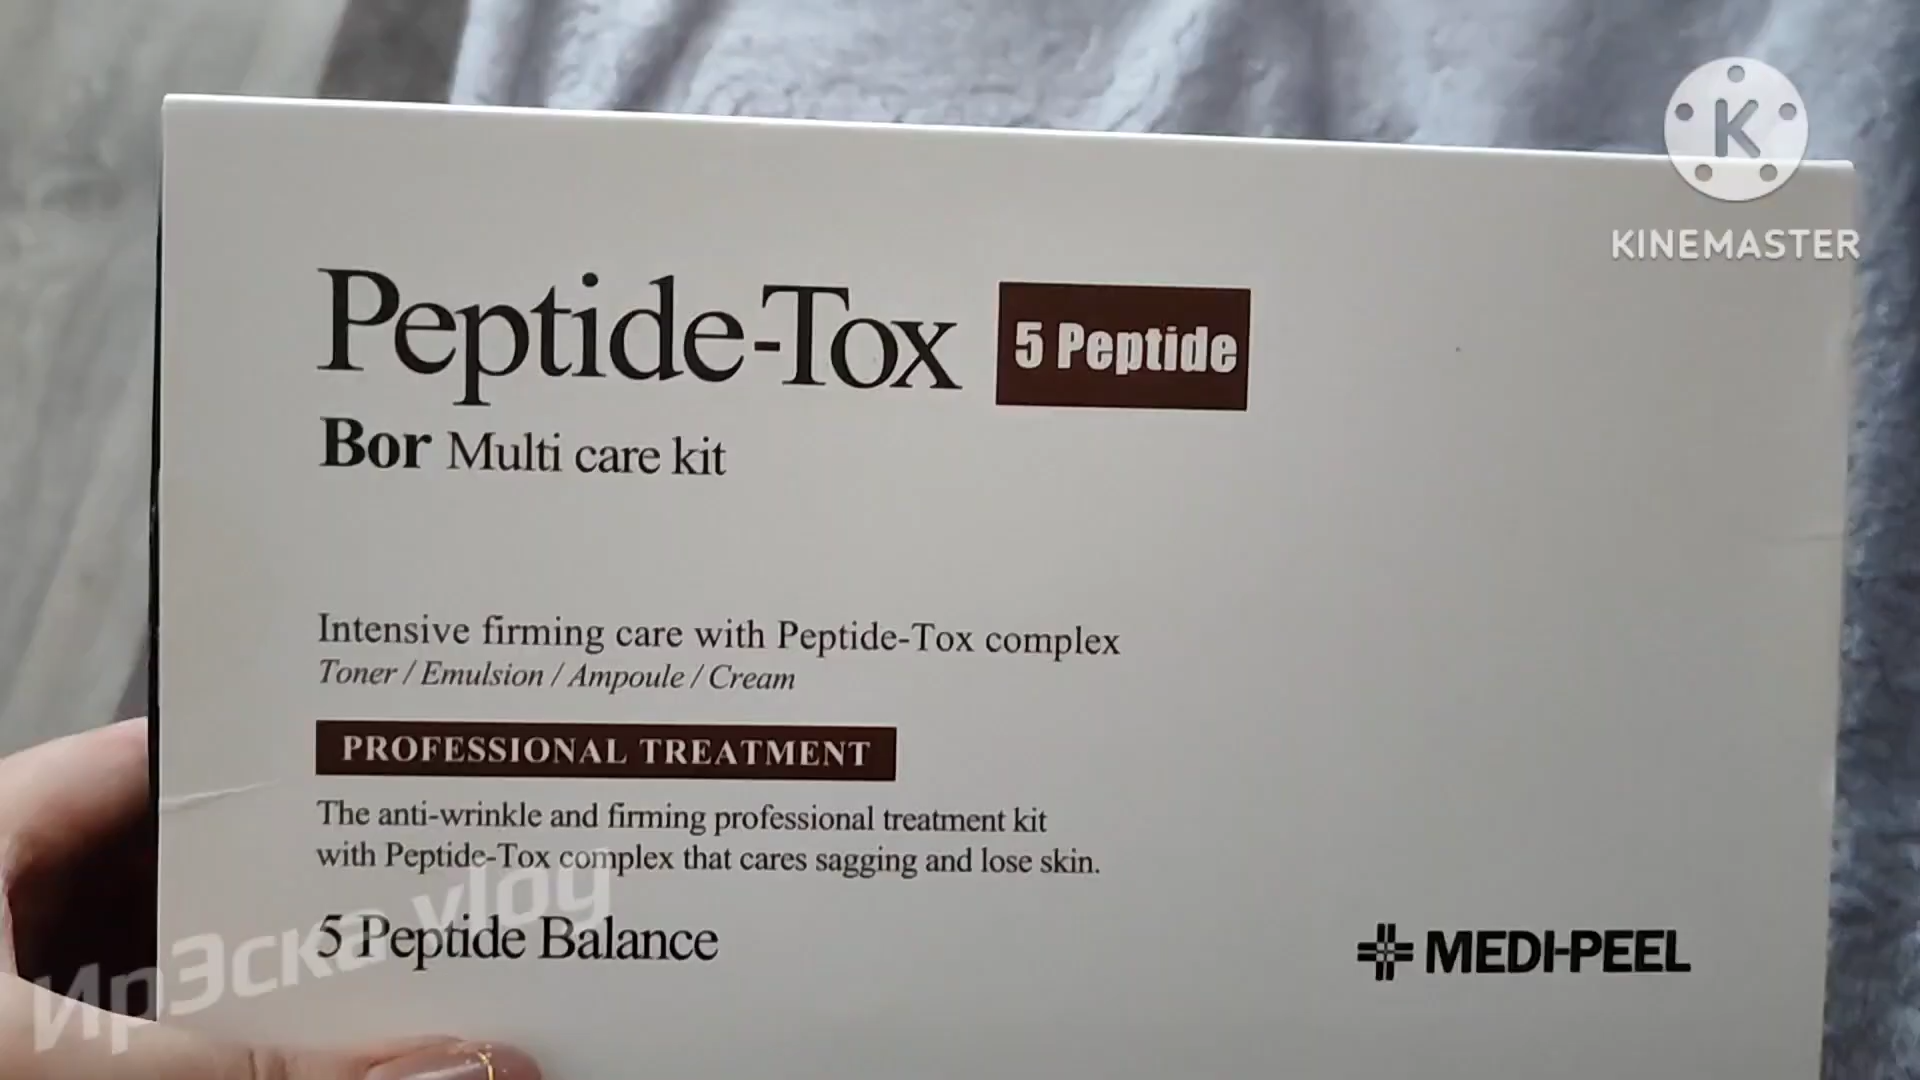 K
KINEMASTER
Peptide-Tox 5 Peptide
Bor Multi care kit
Intensive firming care with Peptide-Tox complex
Toner / Emulsion / Ampoule / Cream
PROFESSIONAL TREATMENT
The anti-wrinkle and firming professional treatment kit
with Peptide-Tox complex that cares sagging and lose skin.
5 Peptide Balance
MEDI-PEEL
ИрЭска vlog